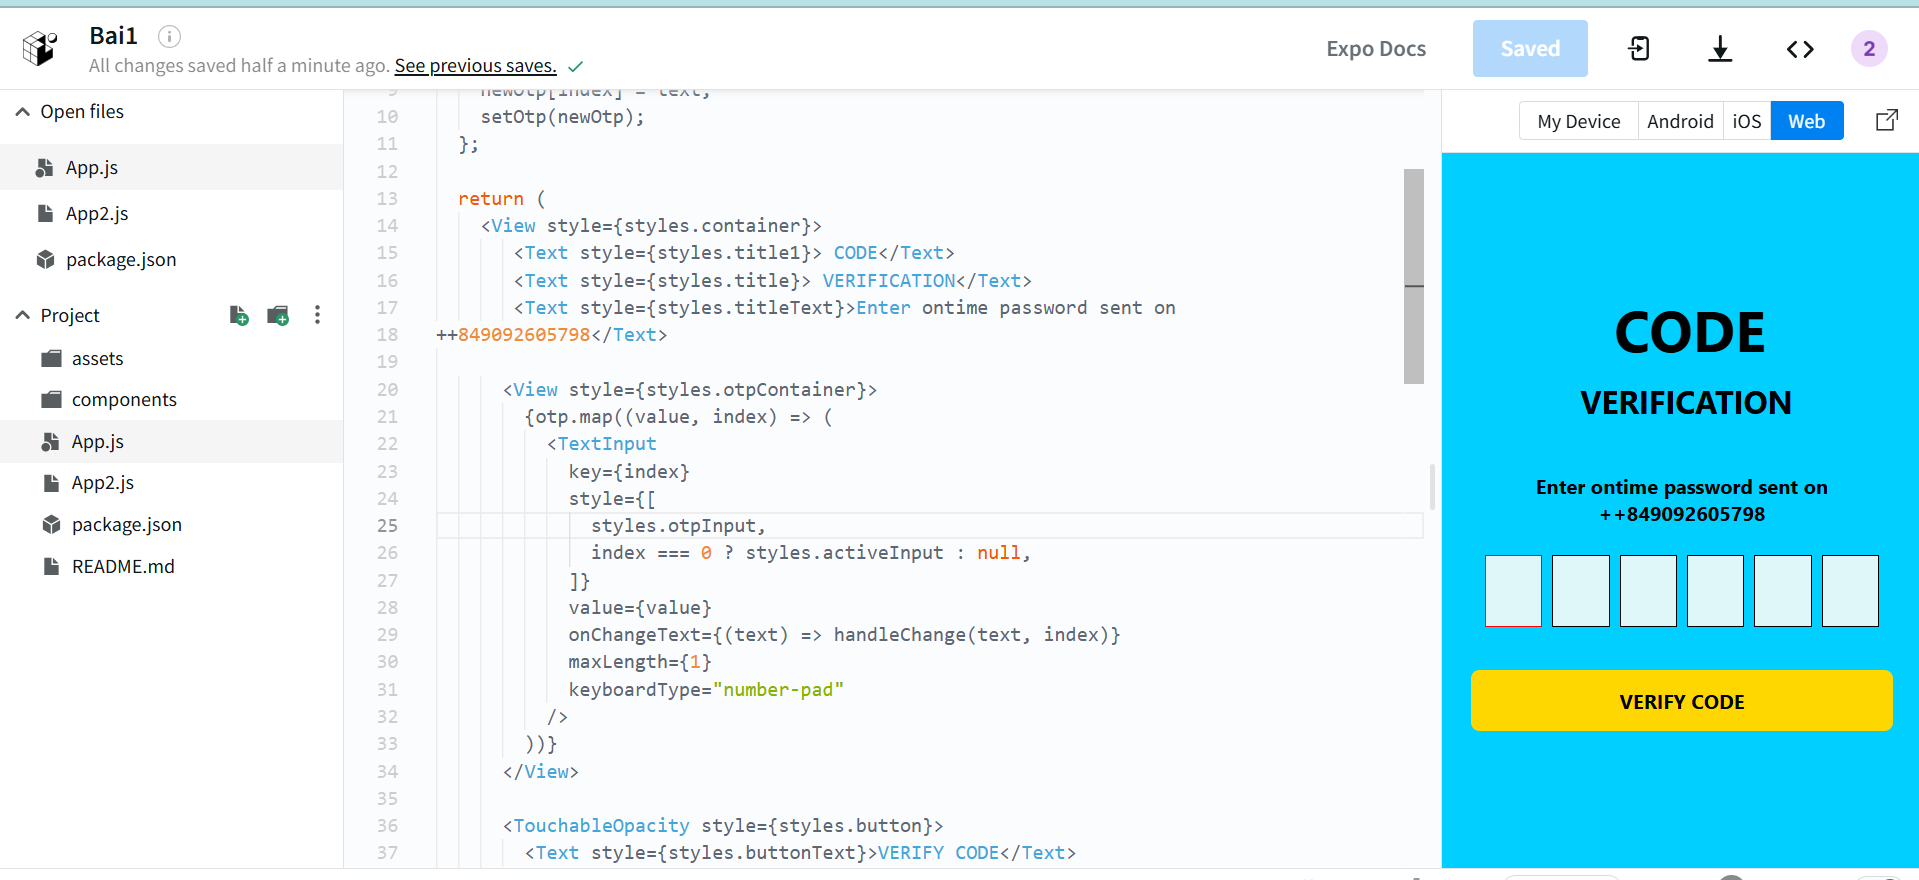 Bai1
All changes saved half a minute ago. See previous saves.
Expo Docs
Saved
2
Open files
App.js
App2.js
package.json
Project
assets
components
App.js
App2.js
package.json
README.md
9 newOtp[index] = text;
10 setOtp(newOtp);
11 };
12
13 return (
14 <View style={styles.container}>
15 <Text style={styles.title1}> CODE</Text>
16 <Text style={styles.title}> VERIFICATION</Text>
17 <Text style={styles.titleText}>Enter ontime password sent on
18 ++849092605798</Text>
19
20 <View style={styles.otpContainer}>
21 {otp.map((value, index) => (
22 <TextInput
23 key={index}
24 style={[
25 styles.otpInput,
26 index === 0 ? styles.activeInput : null,
27 ]}
28 value={value}
29 onChangeText={(text) => handleChange(text, index)}
30 maxLength={1}
31 keyboardType="number-pad"
32 />
33 ))}
34 </View>
35
36 <TouchableOpacity style={styles.button}>
37 <Text style={styles.buttonText}>VERIFY CODE</Text>
My Device
Android
iOS
Web
CODE
VERIFICATION
Enter ontime password sent on
++849092605798
VERIFY CODE